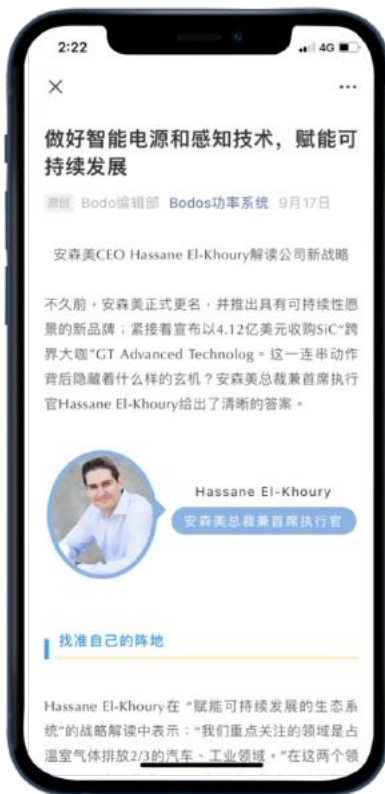 2:22
4G
做好智能电源和感知技术，赋能可
持续发展
原创 Bodo编辑部 Bodos功率系统 9月17日
安森美CEO Hassane El-Khoury解读公司新战略
不久前，安森美正式更名，并推出具有可持续性愿
景的新品牌；紧接着宣布以4.12亿美元收购SiC“跨
界大咖”GT Advanced Technolog。这一连串动作
背后隐藏着什么样的玄机？安森美总裁兼首席执行
官Hassane El-Khoury给出了清晰的答案。
Hassane El-Khoury
安森美总裁兼首席执行官
找准自己的阵地
Hassane El-Khoury在“赋能可持续发展的生态系
统”的战略解读中表示：“我们重点关注的领域是占
温室气体排放2/3的汽车、工业领域。”在这两个领